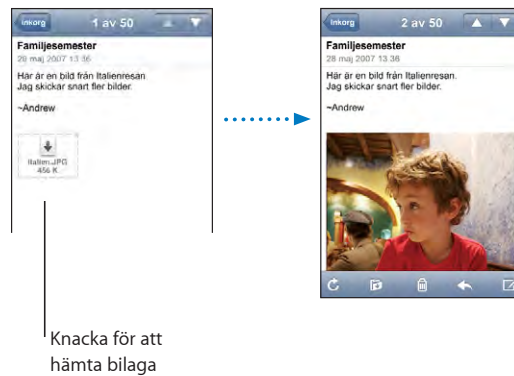 Inkorg 1 av 50
Familjesemester
28 maj 2007 13.36
Här är en bild från Italienresan.
Jag skickar snart fler bilder.
~Andrew
Italien.JPG
456 K
Knacka för att
hämta bilaga
Inkorg 2 av 50
Familjesemester
28 maj 2007 13.36
Här är en bild från Italienresan.
Jag skickar snart fler bilder.
~Andrew